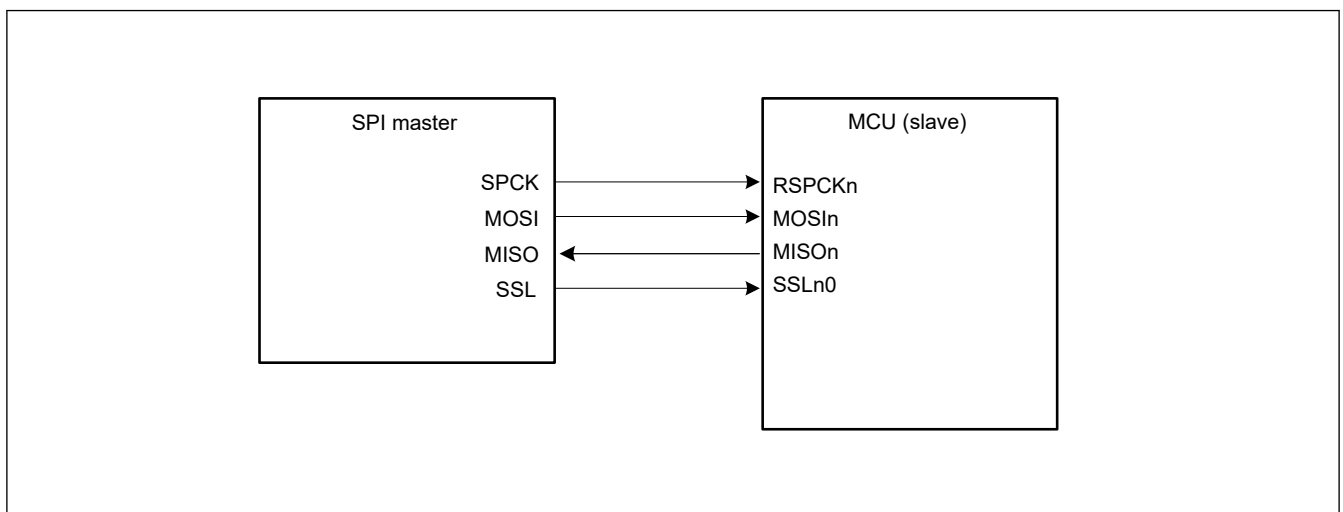 SPI master
SPCK
MOSI
MISO
SSL
MCU (slave)
RSPCKn
MOSIn
MISOn
SSLn0